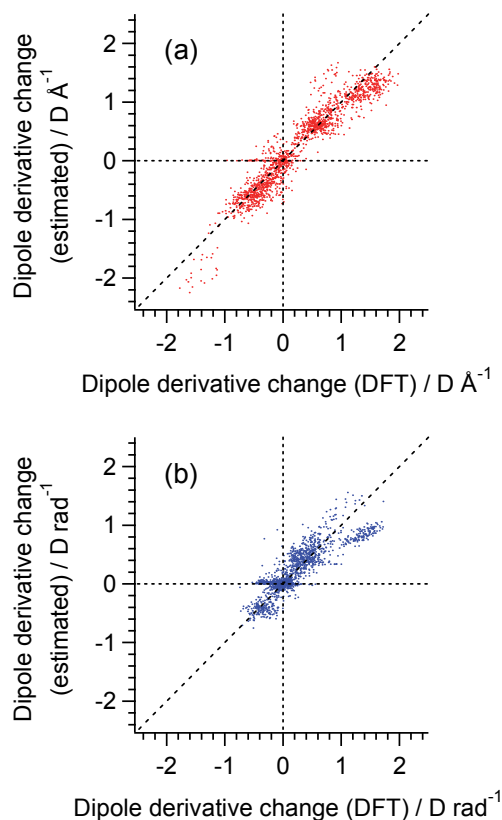 (a)
Dipole derivative change
(estimated) / D Å⁻¹
2
1
0
-1
-2
-2 -1 0 1 2
Dipole derivative change (DFT) / D Å⁻¹
(b)
Dipole derivative change
(estimated) / D rad⁻¹
2
1
0
-1
-2
-2 -1 0 1 2
Dipole derivative change (DFT) / D rad⁻¹